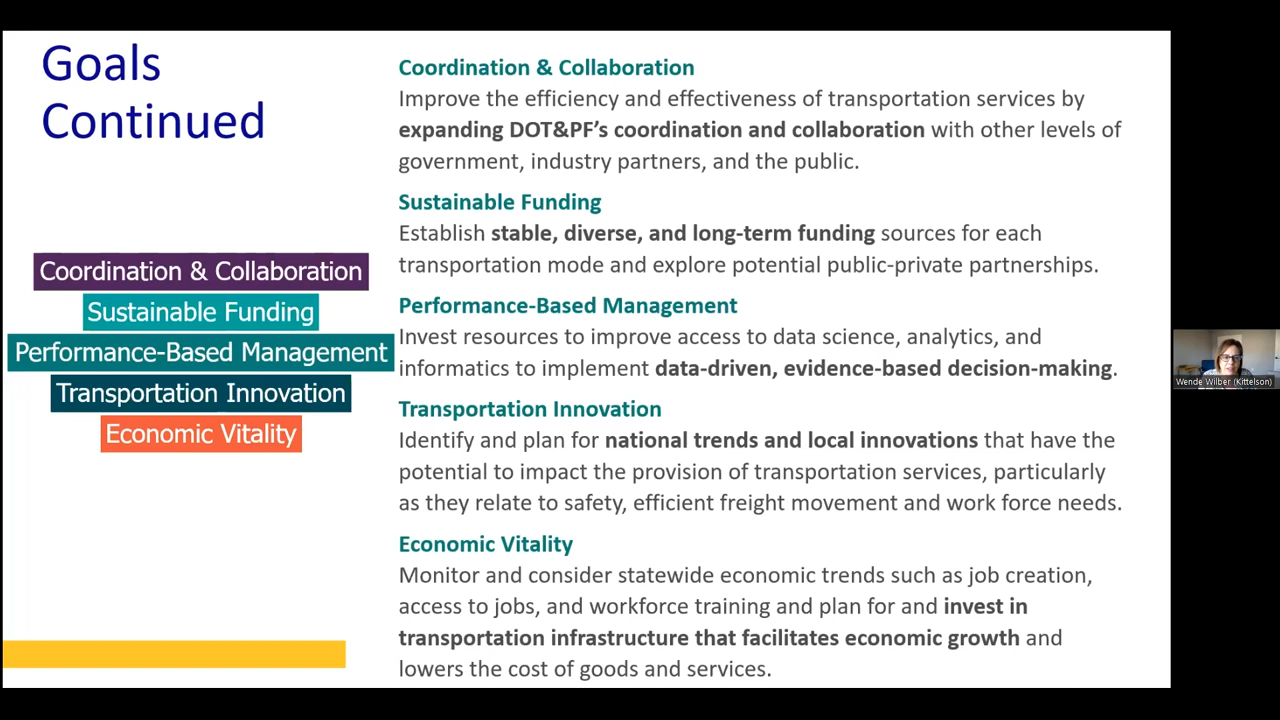 Goals
Continued
Coordination & Collaboration
Sustainable Funding
Performance-Based Management
Transportation Innovation
Economic Vitality
Coordination & Collaboration
Improve the efficiency and effectiveness of transportation services by
expanding DOT&PF’s coordination and collaboration with other levels of
government, industry partners, and the public.
Sustainable Funding
Establish stable, diverse, and long-term funding sources for each
transportation mode and explore potential public-private partnerships.
Performance-Based Management
Invest resources to improve access to data science, analytics, and
informatics to implement data-driven, evidence-based decision-making.
Transportation Innovation
Identify and plan for national trends and local innovations that have the
potential to impact the provision of transportation services, particularly
as they relate to safety, efficient freight movement and work force needs.
Economic Vitality
Monitor and consider statewide economic trends such as job creation,
access to jobs, and workforce training and plan for and invest in
transportation infrastructure that facilitates economic growth and
lowers the cost of goods and services.
Wende Wilber (Kittelson)